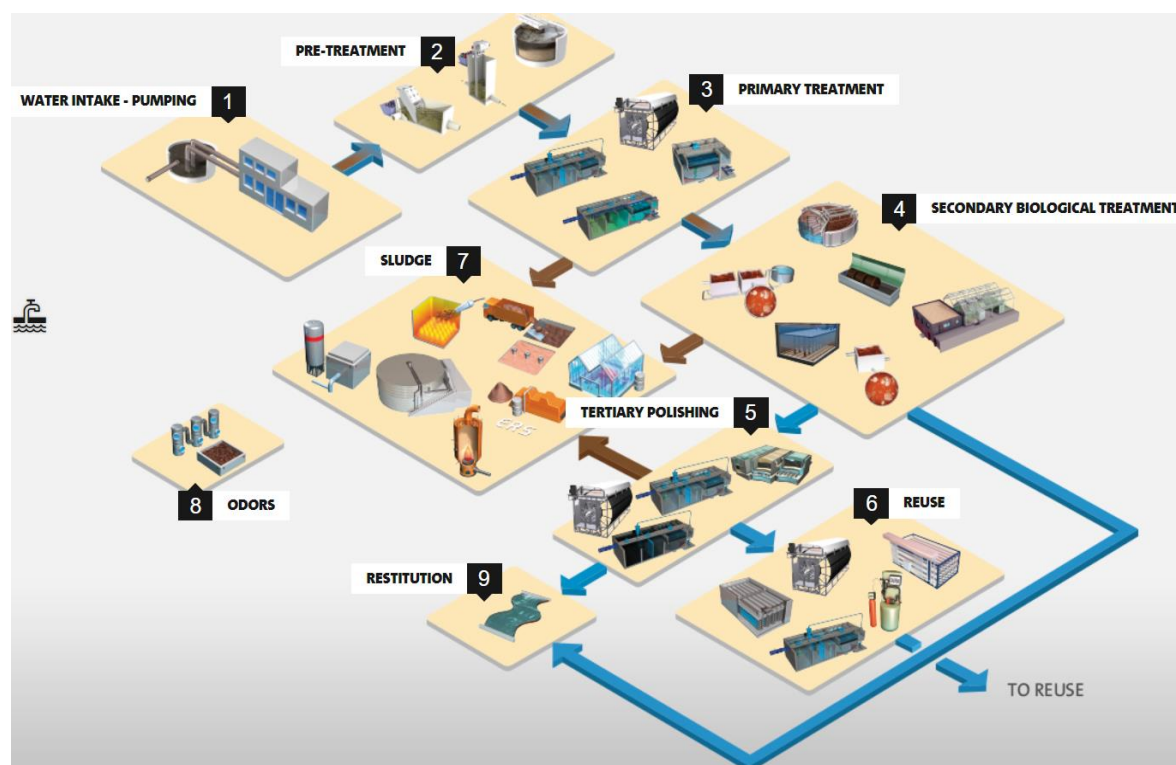 WATER INTAKE - PUMPING 1
PRE-TREATMENT 2
3 PRIMARY TREATMENT
4 SECONDARY BIOLOGICAL TREATMENT
SLUDGE 7
ERS
TERTIARY POLISHING 5
8 ODORS
6 REUSE
RESTITUTION 9
TO REUSE